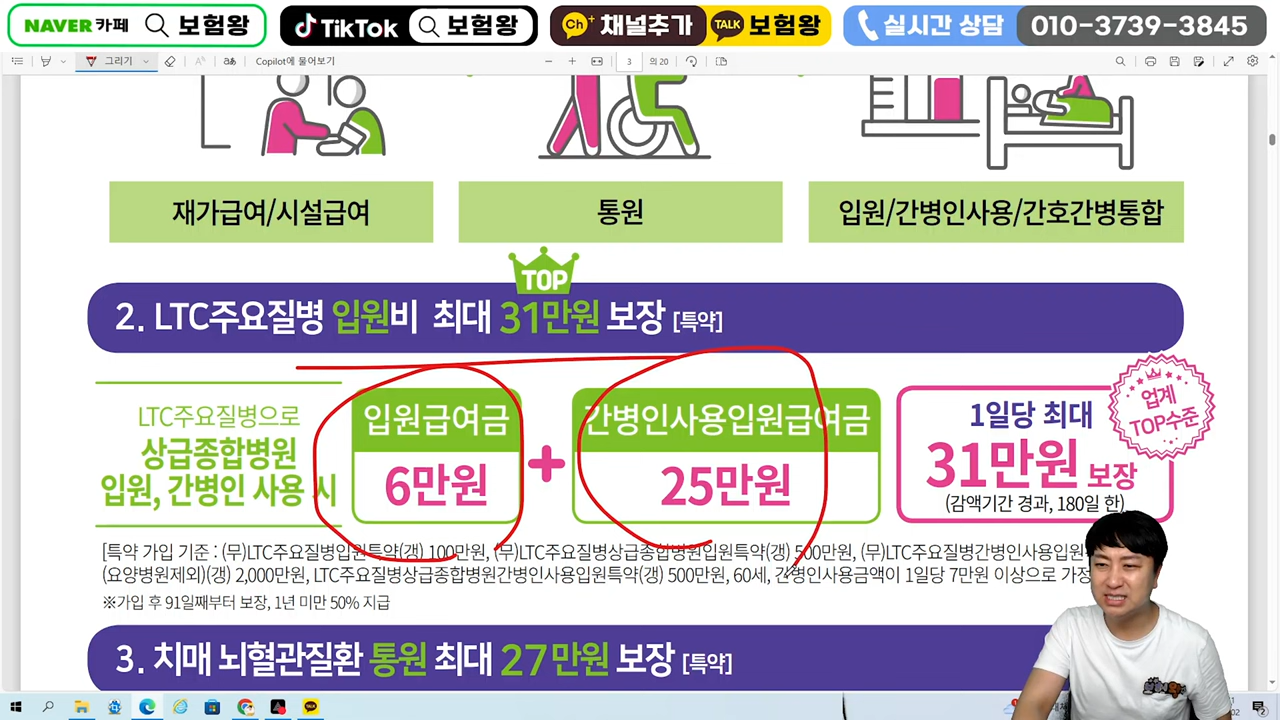 NAVER 카페 보험왕
TikTok 보험왕
Ch+ 채널추가 TALK 보험왕
실시간 상담 010-3739-3845
그리기
가あ
Copilot에 물어보기
3 의 20
재가급여/시설급여
통원
입원/간병인사용/간호간병통합
TOP
2. LTC주요질병 입원비 최대 31만원 보장 [특약]
LTC주요질병으로
상급종합병원
입원, 간병인 사용 시
입원급여금
6만원
+
간병인사용입원급여금
25만원
1일당 최대
31만원 보장
(감액기간 경과, 180일 한)
업계
TOP수준
[특약 가입 기준 : (무)LTC주요질병입원특약(갱) 100만원, (무)LTC주요질병상급종합병원입원특약(갱) 500만원, (무)LTC주요질병간병인사용입원
(요양병원제외)(갱) 2,000만원, LTC주요질병상급종합병원간병인사용입원특약(갱) 500만원, 60세, 간병인사용금액이 1일당 7만원 이상으로 가정
※가입 후 91일째부터 보장, 1년 미만 50% 지급
3. 치매 뇌혈관질환 통원 최대 27만원 보장 [특약]